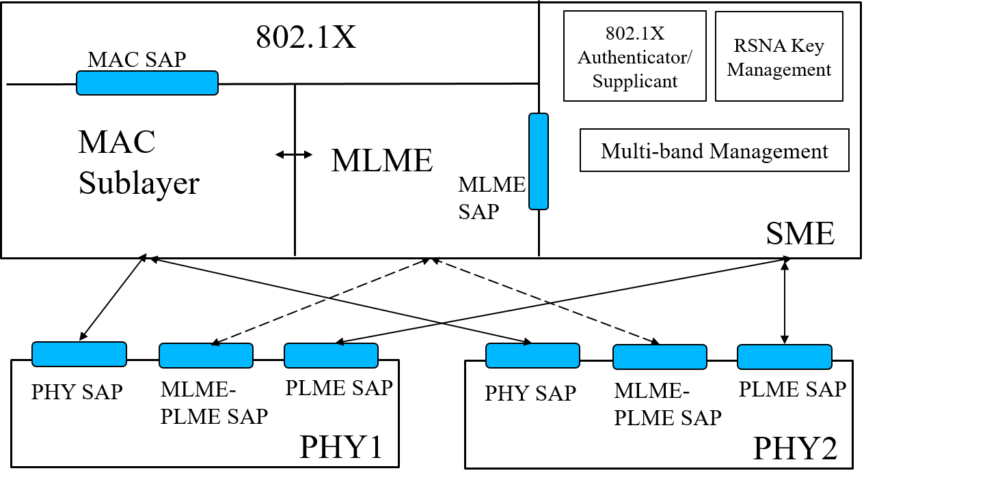 802.1X
MAC SAP
MAC
Sublayer
MLME
MLME
SAP
802.1X
Authenticator/
Supplicant
RSNA Key
Management
Multi-band Management
SME
PHY SAP
MLME-
PLME SAP
PLME SAP
PHY1
PHY SAP
MLME-
PLME SAP
PLME SAP
PHY2